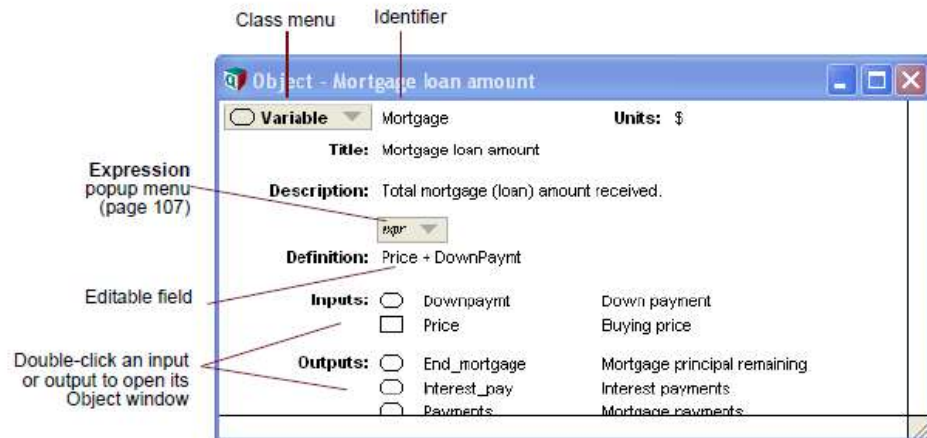 Class menu Identifier
Object - Mortgage loan amount
Variable Mortgage Units: $
Title: Mortgage loan amount
Expression
popup menu
(page 107)
Description: Total mortgage (loan) amount received.
expr
Definition: Price + DownPaymt
Editable field
Inputs: Downpaymt Down payment
Price Buying price
Double-click an input
or output to open its
Object window
Outputs: End_mortgage Mortgage principal remaining
Interest_pay Interest payments
Payments Mortgage payments